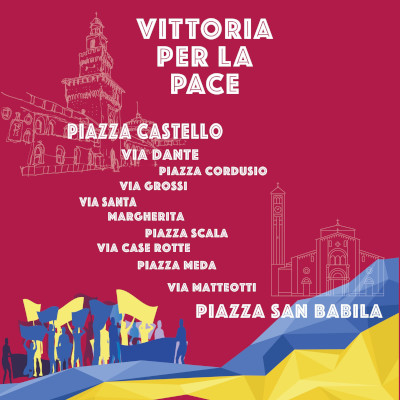 VITTORIA
PER LA
PACE
PIAZZA CASTELLO
VIA DANTE
PIAZZA CORDUSIO
VIA GROSSI
VIA SANTA
MARGHERITA
PIAZZA SCALA
VIA CASE ROTTE
PIAZZA MEDA
VIA MATTEOTTI
PIAZZA SAN BABILA